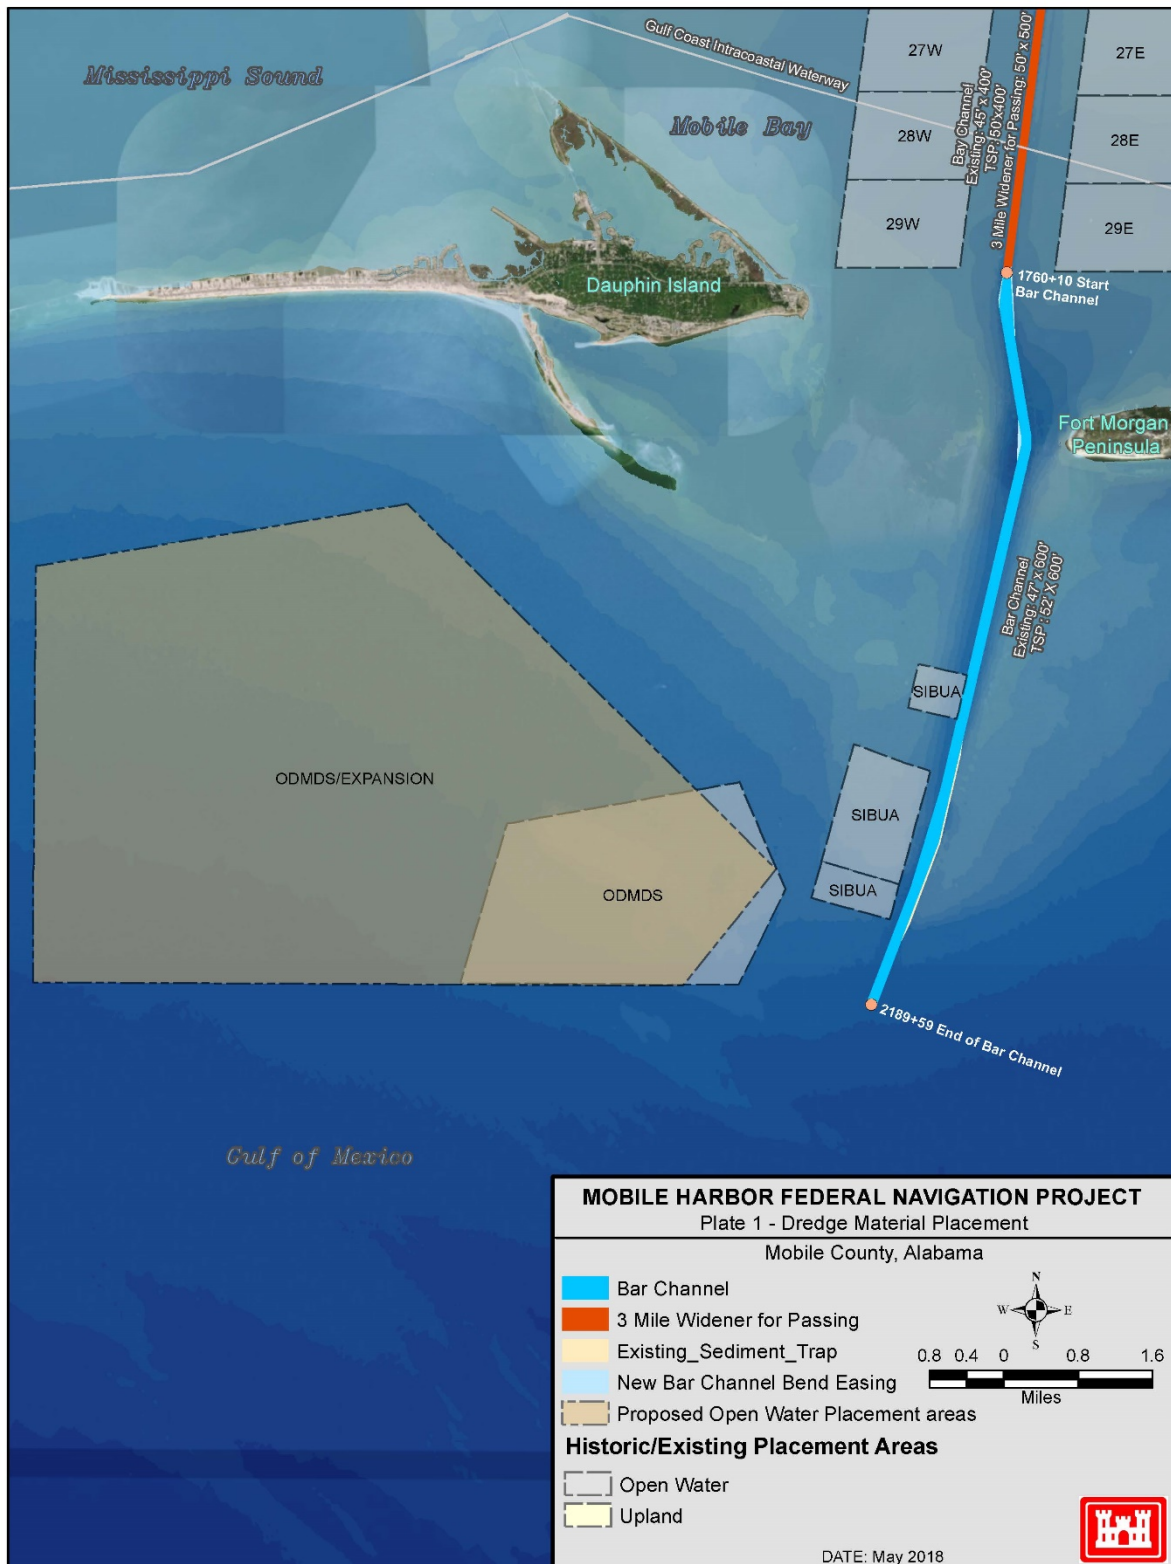 Mississippi Sound
Gulf Coast Intracoastal Waterway
Mobile Bay
27W
27E
28W
28E
29W
29E
Bay Channel
Existing: 45' x 400'
TSP: 50'x400'
3 Mile Widener for Passing: 50' x 500'
Dauphin Island
1760+10 Start
Bar Channel
Fort Morgan
Peninsula
Bar Channel
Existing: 47' x 600'
TSP : 52' X 600'
SIBUA
ODMDS/EXPANSION
SIBUA
ODMDS
SIBUA
2189+59 End of Bar Channel
Gulf of Mexico
MOBILE HARBOR FEDERAL NAVIGATION PROJECT
Plate 1 - Dredge Material Placement
Mobile County, Alabama
Bar Channel
3 Mile Widener for Passing
Existing_Sediment_Trap
New Bar Channel Bend Easing
Proposed Open Water Placement areas
N
W E
S
0.8 0.4 0 0.8 1.6
Miles
Historic/Existing Placement Areas
Open Water
Upland
DATE: May 2018